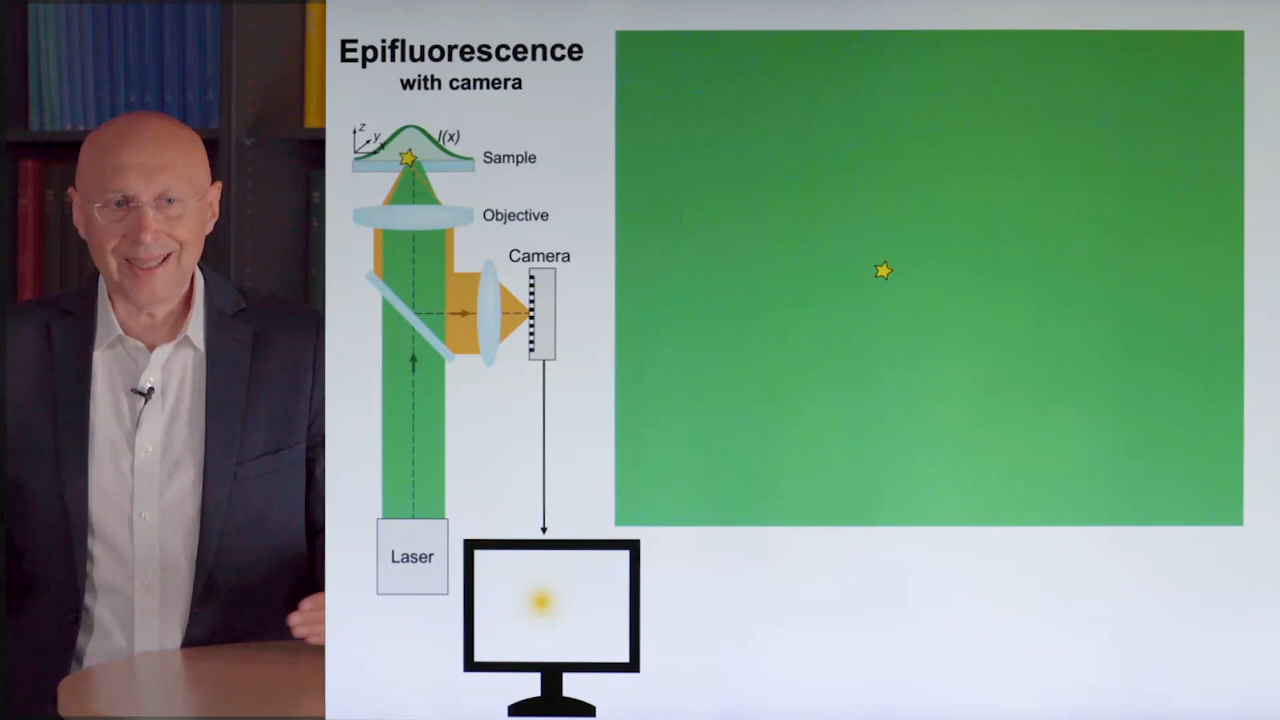 Epifluorescence
with camera
z
y
x
I(x)
Sample
Objective
Camera
Laser